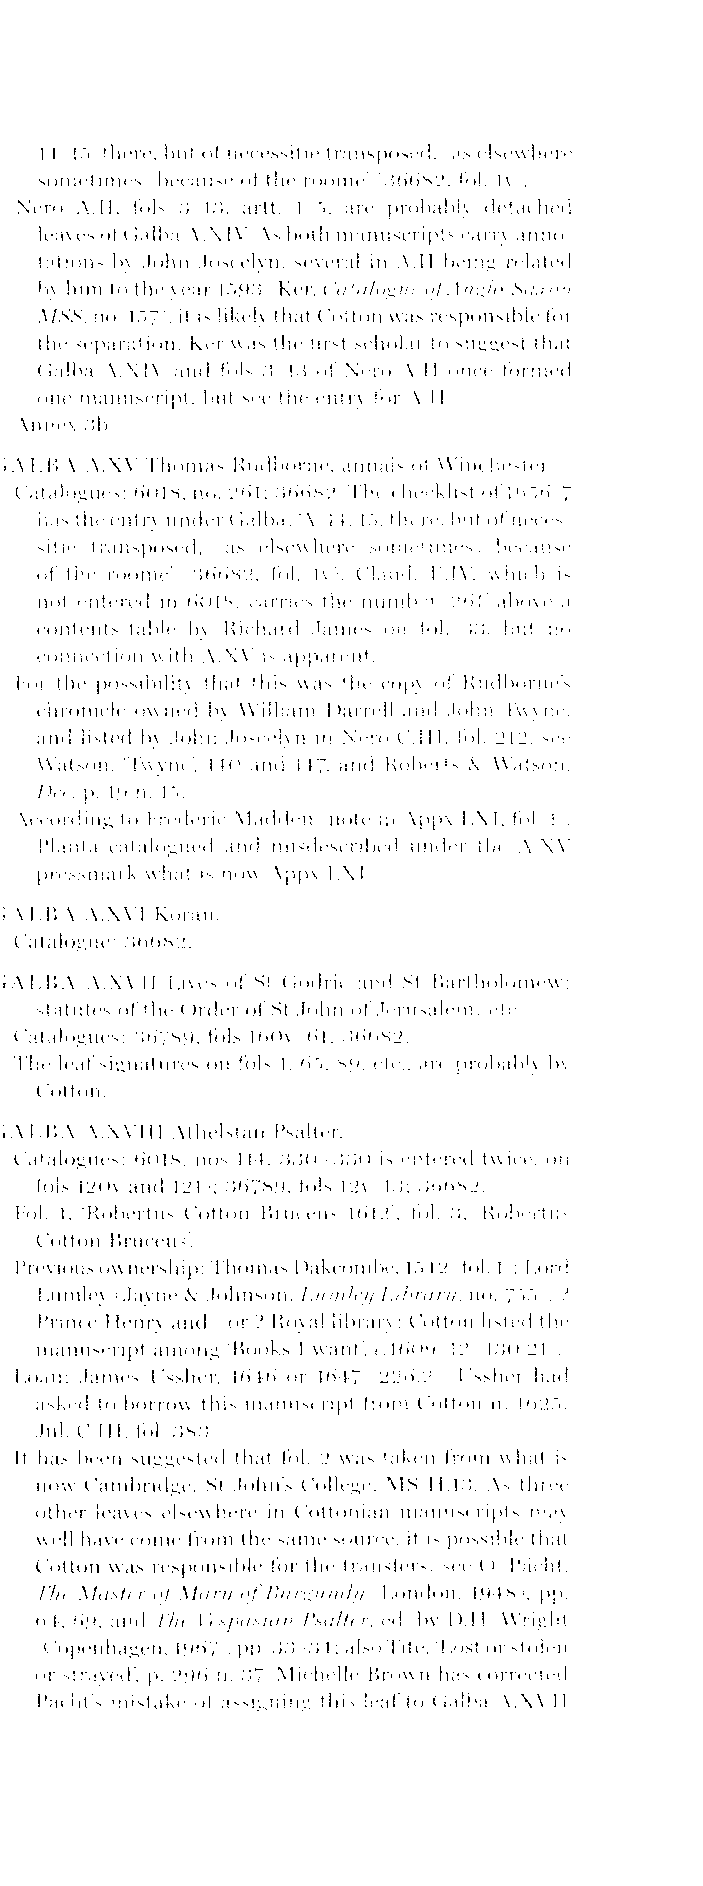 14, 15, there, but of necessitie transposed, (as elsewhere
sometimes) because of the roome' (36682, fol. 1v).
Nero A.II, fols 3–13, artt. 1–5, are probably detached
leaves of Galba A.XIV. As both manuscripts carry anno-
tations by John Joscelyn, several in A.II being related
by him to the year 1593 (Ker, Catalogue of Anglo-Saxon
MSS, no. 157), it is likely that Cotton was responsible for
the separation. Ker was the first scholar to suggest that
Galba A.XIV and fols 3–13 of Nero A.II once formed
one manuscript, but see the entry for A.II.
Annex 3b.
GALBA A.XV Thomas Rudborne, annals of Winchester.
Catalogues: 6018, no. 261; 36682. The checklist of 1656–7
has the entry under Galba, 'A. 14, 15, there, but of neces-
sitie transposed, (as elsewhere sometimes) because
of the roome' (36682, fol. 1v). Claud. E.IV, which is
not entered in 6018, carries the number '261' above a
contents table by Richard James on fol. 33, but no
connection with A.XV is apparent.
For the possibility that this was the copy of Rudborne's
chronicle owned by William Darrell and John Twyne,
and listed by John Joscelyn in Nero C.III, fol. 212, see
Watson, 'Twyne', 140 and 147, and Roberts & Watson,
Dee, p. 19 n. 15.
According to Frederic Madden (note in Appx LXI, fol. 1),
Planta catalogued and misdescribed under the A.XV
pressmark what is now Appx LXI.
GALBA A.XVI Koran.
Catalogue: 36682.
GALBA A.XVII Lives of St Godric and St Bartholomew;
statutes of the Order of St John of Jerusalem, etc.
Catalogues: 36789, fols 160v–61; 36682.
The leaf signatures on fols 1, 65, 89, etc., are probably by
Cotton.
GALBA A.XVIII Athelstan Psalter.
Catalogues: 6018, nos 114, 330 (330 is entered twice, on
fols 120v and 121v); 36789, fols 12v, 13; 36682.
Fol. 1, 'Robertus Cotton Bruceus 1612', fol. 3, 'Robertus
Cotton Bruceus'.
Previous ownership: Thomas Dakcombe, 1542 (fol. 1); Lord
Lumley (Jayne & Johnson, Lumley Library, no. 755); ?
Prince Henry and/or ? Royal library: Cotton listed the
manuscript among 'Books I want', c.1609–12 (130.21).
Loan: James Ussher, 1646 or 1647 (226.2). Ussher had
asked to borrow this manuscript from Cotton in 1625:
Jul. C.III, fol. 382.
It has been suggested that fol. 2 was taken from what is
now Cambridge, St John's College, MS H.13. As three
other leaves elsewhere in Cottonian manuscripts may
well have come from the same source, it is possible that
Cotton was responsible for the transfers: see O. Pächt,
The Master of Mary of Burgundy (London, 1948), pp.
64, 69, and The Vespasian Psalter, ed. by D.H. Wright
(Copenhagen, 1967), pp. 33–34; also Tite, 'Lost or stolen
or strayed', p. 296 n. 37. Michelle Brown has corrected
Pächt's mistake of assigning this leaf to Galba A.XVII